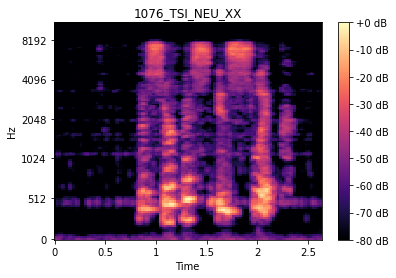 1076_TSI_NEU_XX
+0 dB
8192
-10 dB
4096
-20 dB
-30 dB
2048
Hz
-40 dB
1024
-50 dB
-60 dB
512
-70 dB
0
-80 dB
0 0.5 1 1.5 2 2.5
Time